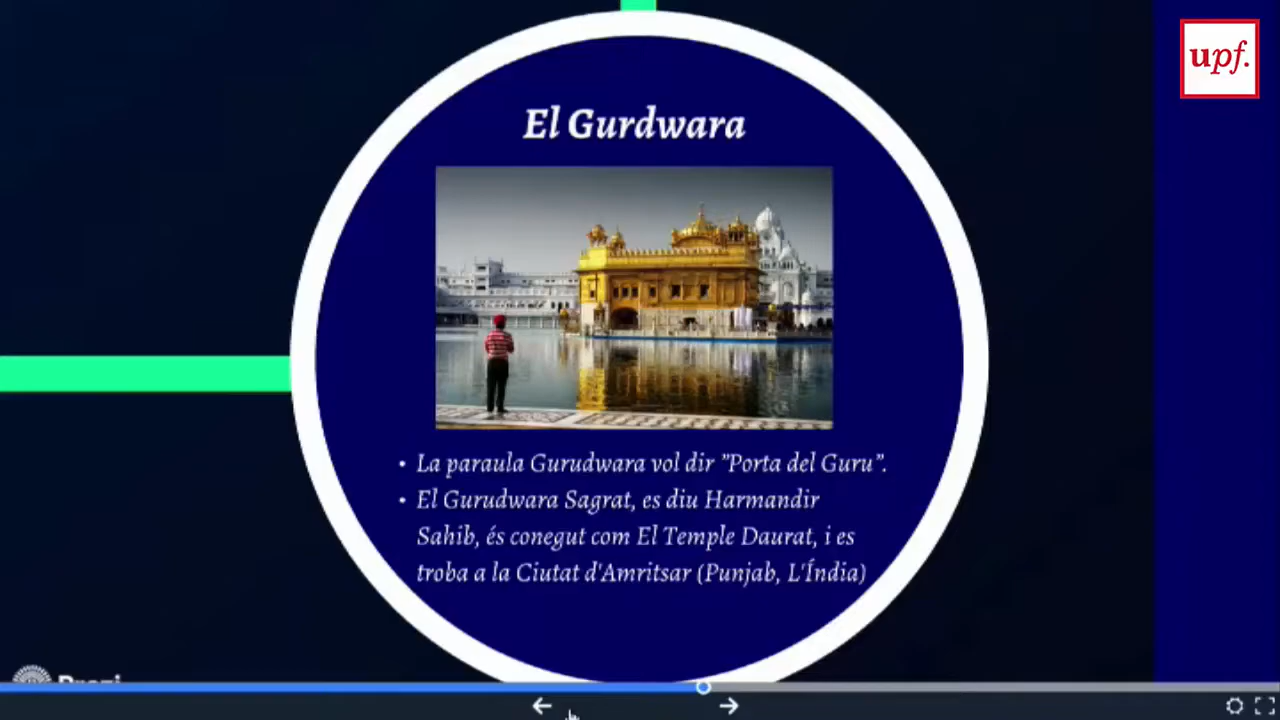 upf.
El Gurdwara
• La paraula Gurudwara vol dir "Porta del Guru".
• El Gurudwara Sagrat, es diu Harmandir
Sahib, és conegut com El Temple Daurat, i es
troba a la Ciutat d'Amritsar (Punjab, L'Índia)
Prezi